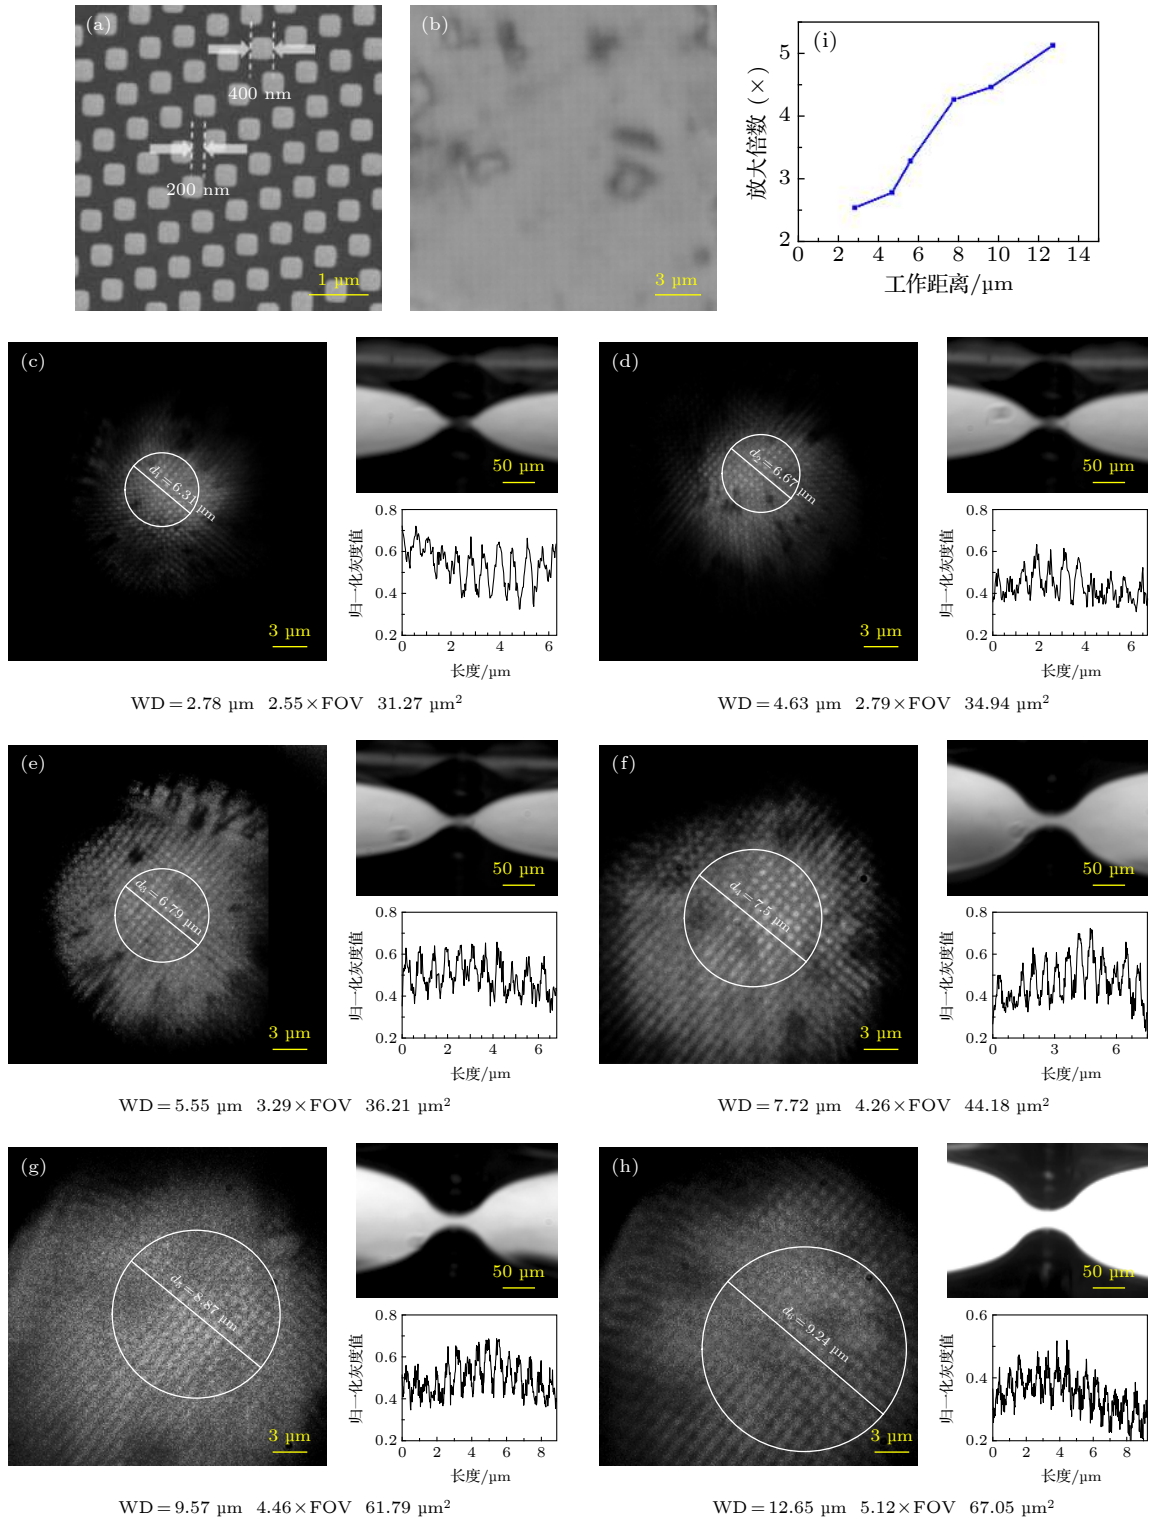 (a)
400 nm
200 nm
1 µm
(b)
3 µm
(i)
放大倍数 (×)
5
4
3
2
0 2 4 6 8 10 12 14
工作距离/µm
(c)
d₁=6.31 µm
3 µm
50 µm
归一化灰度值
0.8
0.6
0.4
0.2
0 2 4 6
长度/µm
WD=2.78 µm 2.55×FOV 31.27 µm²
(d)
d₂=6.67 µm
3 µm
50 µm
归一化灰度值
0.8
0.6
0.4
0.2
0 2 4 6
长度/µm
WD=4.63 µm 2.79×FOV 34.94 µm²
(e)
d₃=6.79 µm
3 µm
50 µm
归一化灰度值
0.8
0.6
0.4
0.2
0 2 4 6
长度/µm
WD=5.55 µm 3.29×FOV 36.21 µm²
(f)
d₄=7.5 µm
3 µm
50 µm
归一化灰度值
0.8
0.6
0.4
0.2
0 3 6
长度/µm
WD=7.72 µm 4.26×FOV 44.18 µm²
(g)
d₅=8.87 µm
3 µm
50 µm
归一化灰度值
0.8
0.6
0.4
0.2
0 2 4 6 8
长度/µm
WD=9.57 µm 4.46×FOV 61.79 µm²
(h)
d₆=9.24 µm
3 µm
50 µm
归一化灰度值
0.6
0.4
0.2
0 2 4 6 8
长度/µm
WD=12.65 µm 5.12×FOV 67.05 µm²